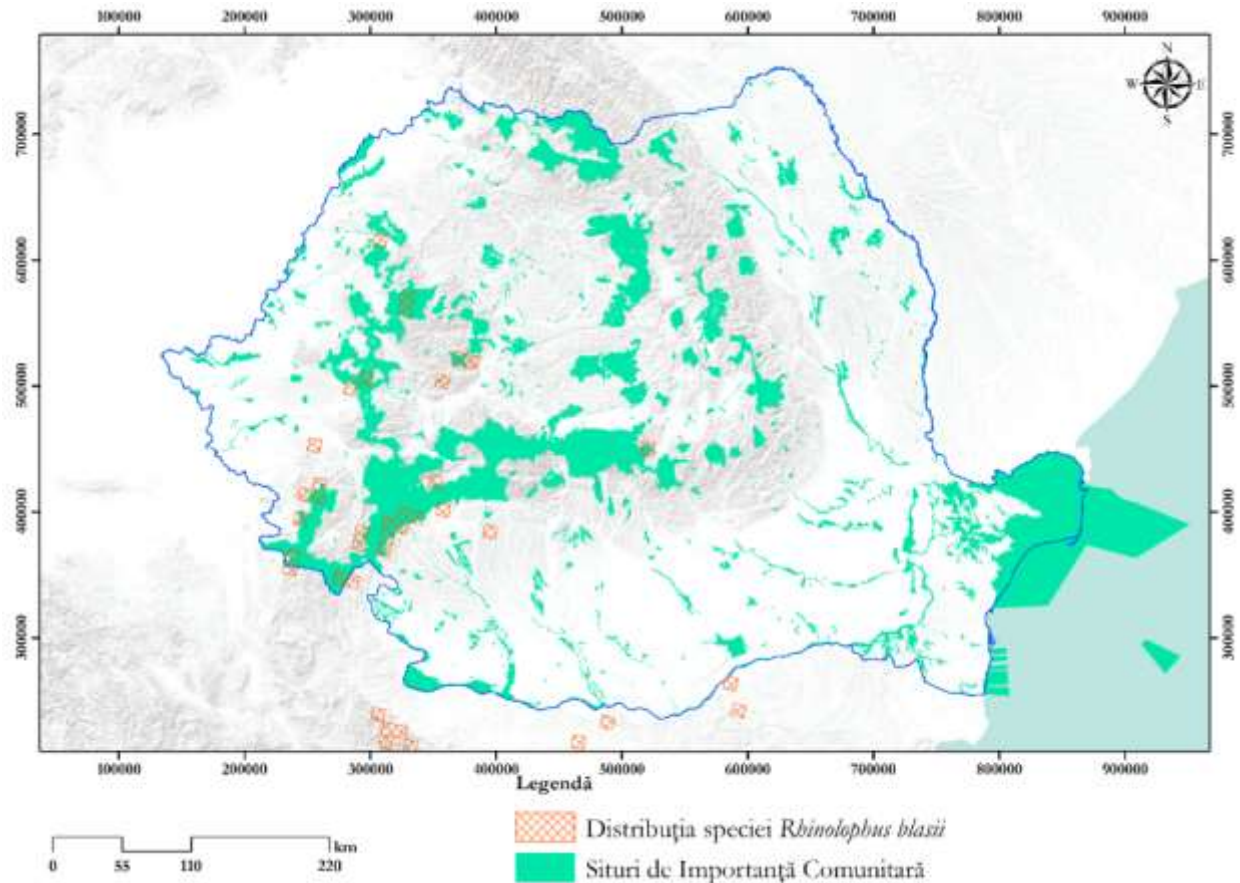 100000 200000 300000 400000 500000 600000 700000 800000 900000
N
W E
S
700000 700000
600000 600000
500000 500000
400000 400000
300000 300000
100000 200000 300000 400000 500000 600000 700000 800000 900000
Legendă
Distribuția speciei Rhinolophus blasii
km
0 55 110 220
Situri de Importanță Comunitară